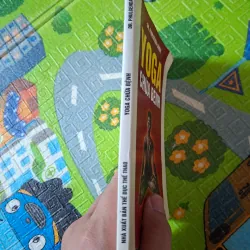 NHÀ XUẤT BẢN THỂ DỤC THỂ THAO
YOGA CHỮA BỆNH
YOGA
CHỮA BỆNH